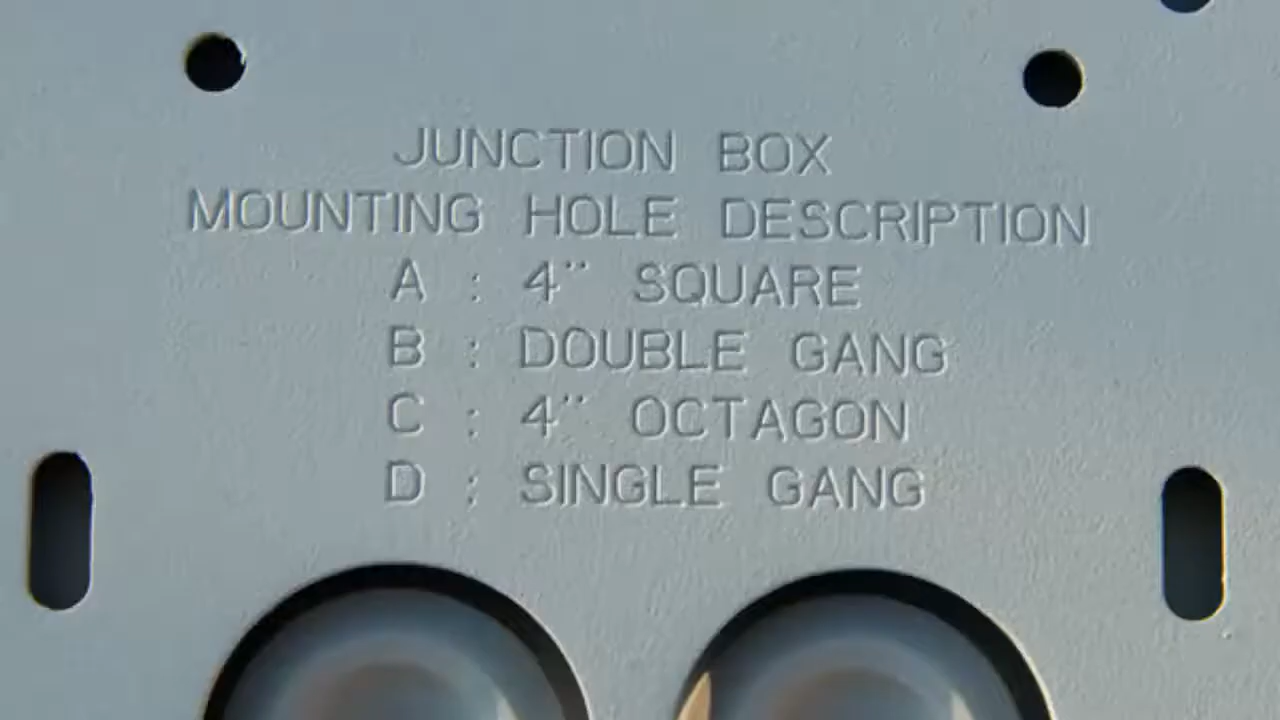 JUNCTION BOX
MOUNTING HOLE DESCRIPTION
A : 4" SQUARE
B : DOUBLE GANG
C : 4" OCTAGON
D : SINGLE GANG